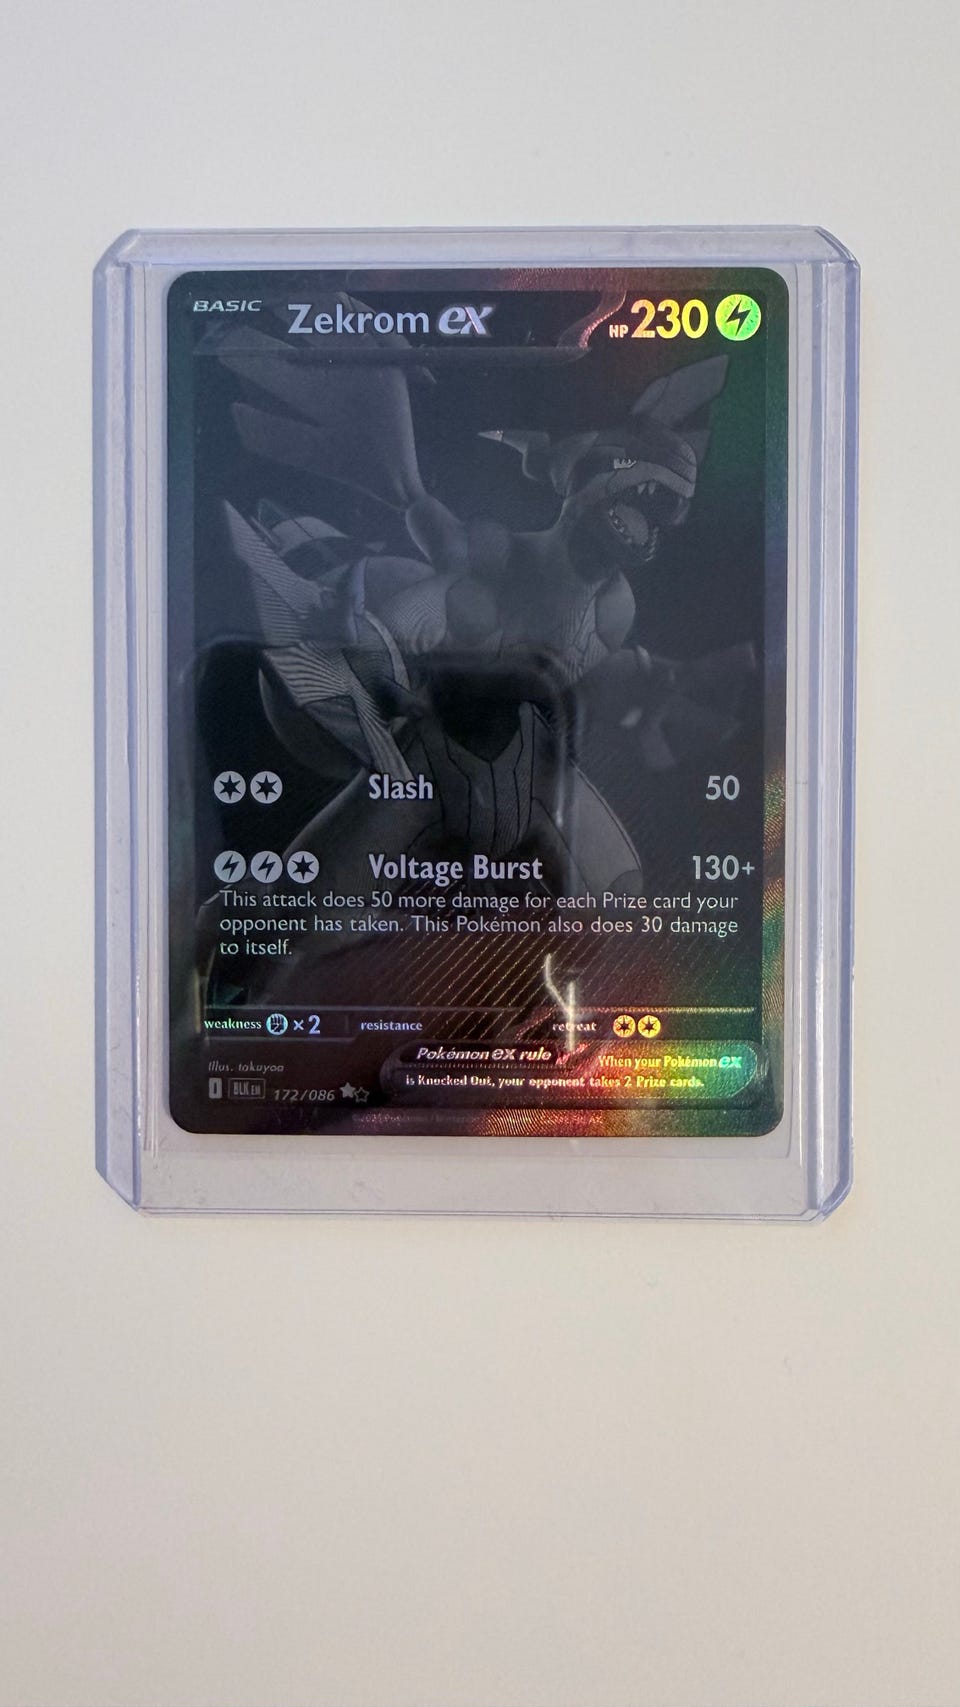 BASIC Zekrom ex HP 230
Slash 50
Voltage Burst 130+
This attack does 50 more damage for each Prize card your
opponent has taken. This Pokémon also does 30 damage
to itself.
weakness ×2 resistance retreat
Illus. takuyoa
Pokémon ex rule When your Pokémon ex
is Knocked Out, your opponent takes 2 Prize cards.
I BLK EN 172/086